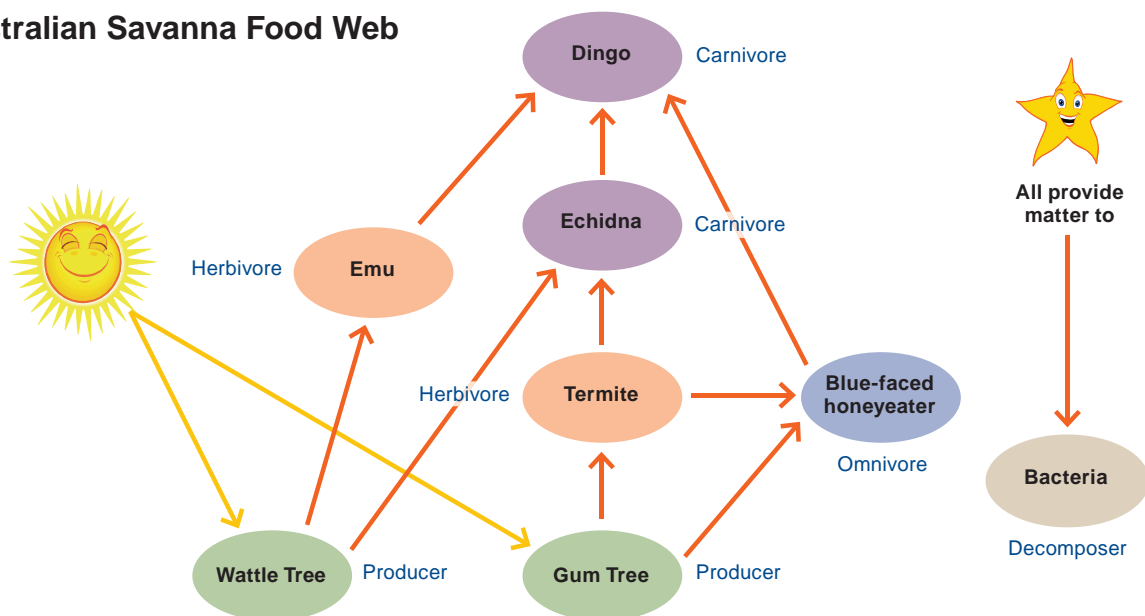 stralian Savanna Food Web
Dingo
Carnivore
All provide
matter to
Echidna
Carnivore
Herbivore
Emu
Herbivore
Termite
Blue-faced
honeyeater
Omnivore
Bacteria
Decomposer
Wattle Tree
Producer
Gum Tree
Producer